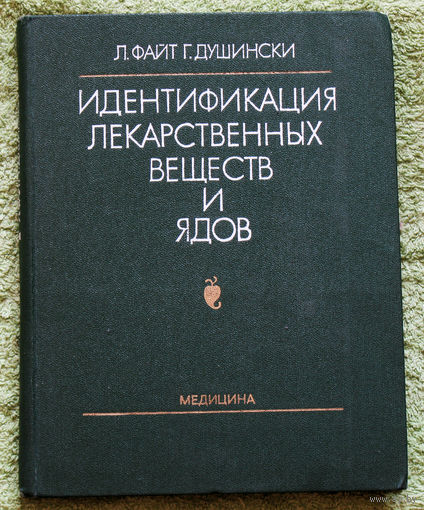 Л. ФАЙТ Г. ДУШИНСКИ
ИДЕНТИФИКАЦИЯ
ЛЕКАРСТВЕННЫХ
ВЕЩЕСТВ
И
ЯДОВ
МЕДИЦИНА